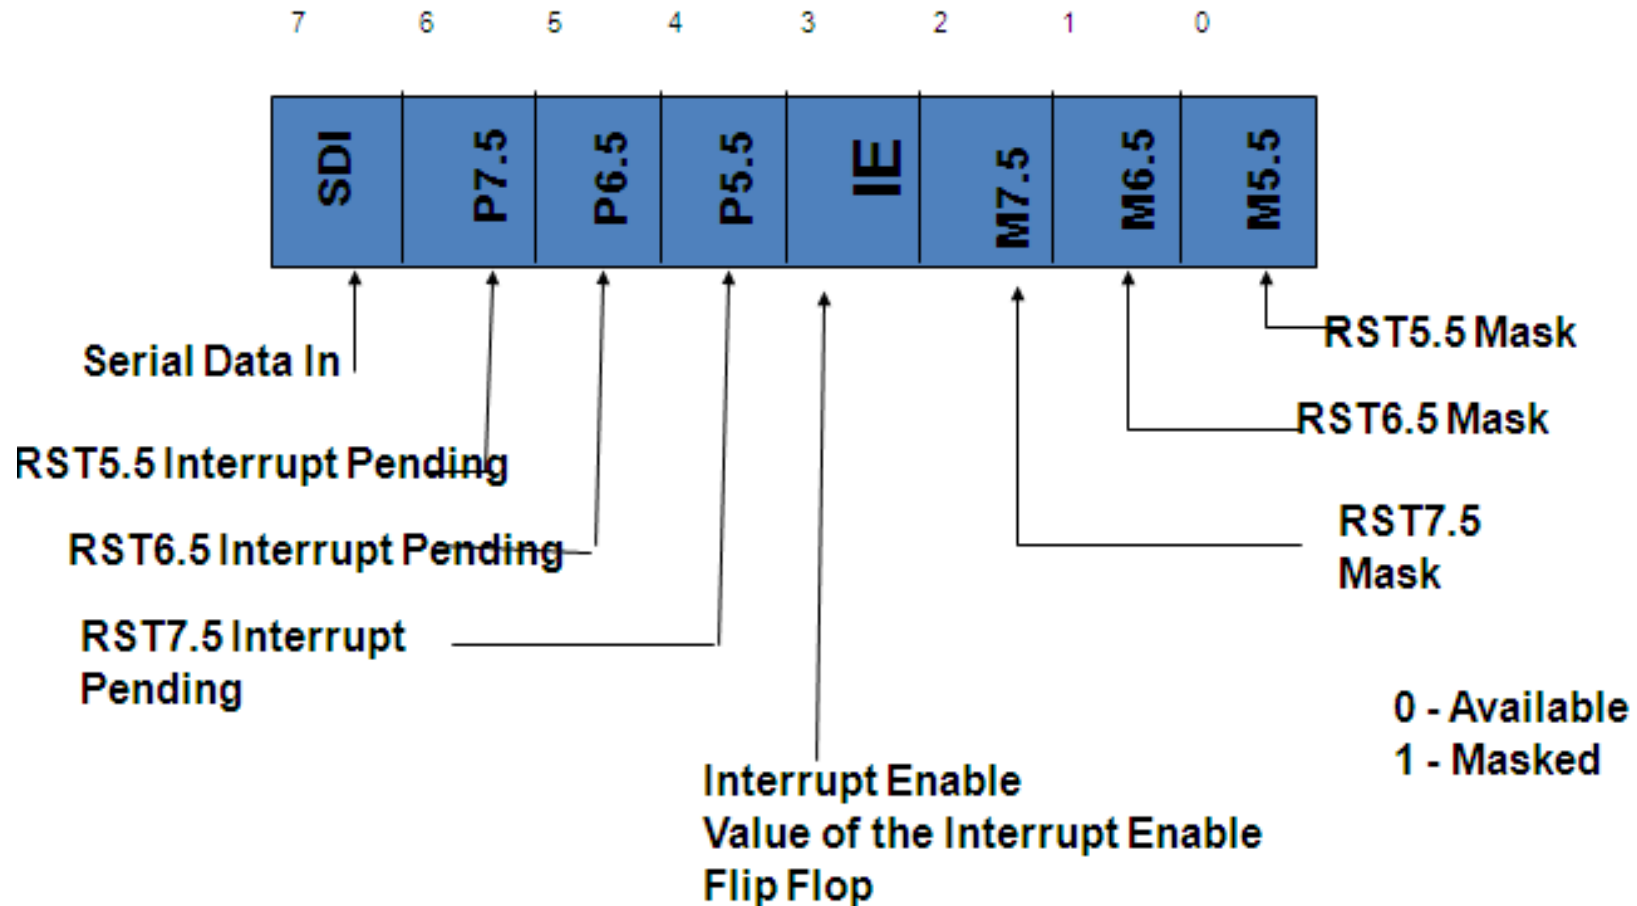 7 6 5 4 3 2 1 0
SDI P7.5 P6.5 P5.5 IE M7.5 M6.5 M5.5
Serial Data In
RST5.5 Interrupt Pending
RST6.5 Interrupt Pending
RST7.5 Interrupt
Pending
RST5.5 Mask
RST6.5 Mask
RST7.5
Mask
0 - Available
1 - Masked
Interrupt Enable
Value of the Interrupt Enable
Flip Flop